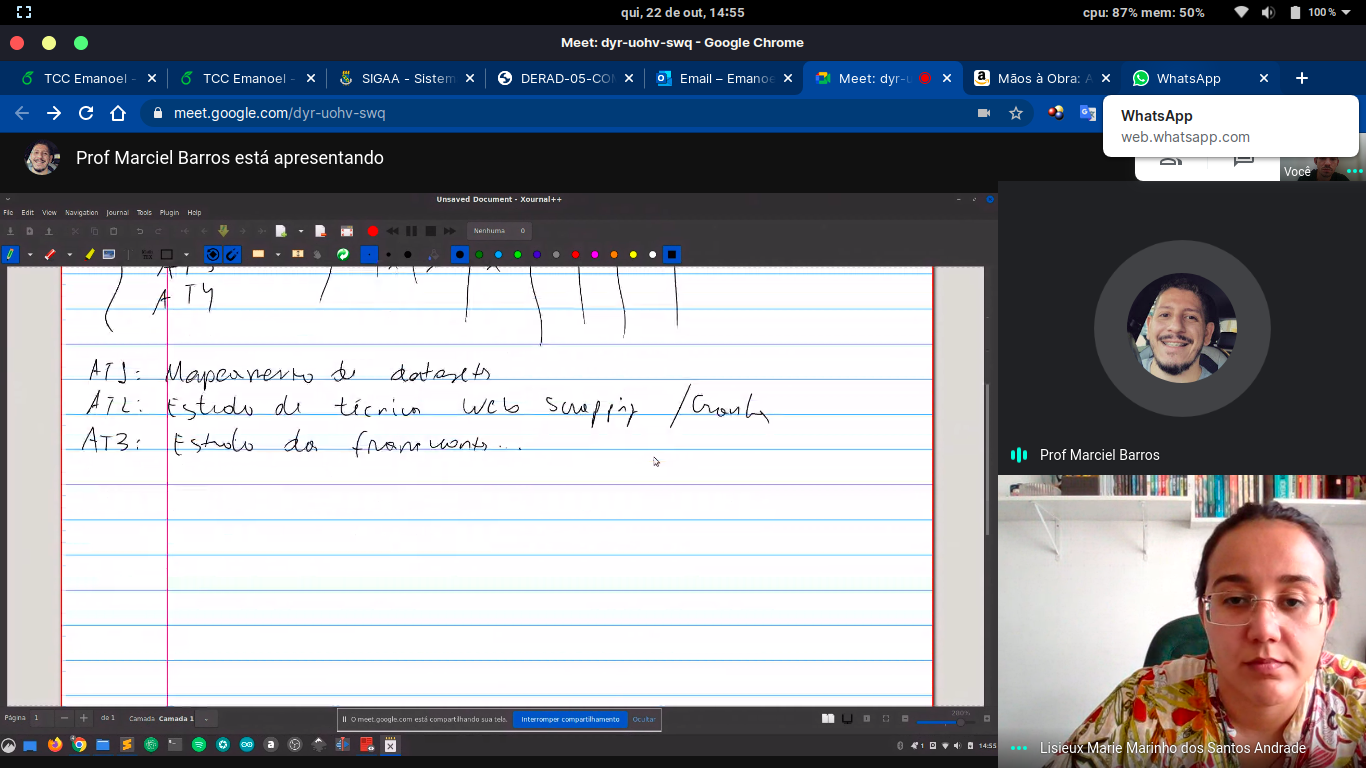 qui, 22 de out, 14:55
cpu: 87% mem: 50%
100%
Meet: dyr-uohv-swq - Google Chrome
TCC Emanoel -
TCC Emanoel -
SIGAA - Sistem
DERAD-05-CON
Email – Emanoe
Meet: dyr-u
Mãos à Obra: A
WhatsApp
meet.google.com/dyr-uohv-swq
WhatsApp
web.whatsapp.com
Prof Marciel Barros está apresentando
Você
Unsaved Document - Xournal++
File Edit View Navigation Journal Tools Plugin Help
Nenhuma 0
AT4
AT1: Mapeamento de datasets
AT2: Estudo de técnica Web Scrapping /
AT3: Estudo do
Prof Marciel Barros
Página 1 de 1 Camada Camada 1
O meet.google.com está compartilhando sua tela. Interromper compartilhamento Ocultar
280%
14:55
Lisieux Marie Marinho dos Santos Andrade